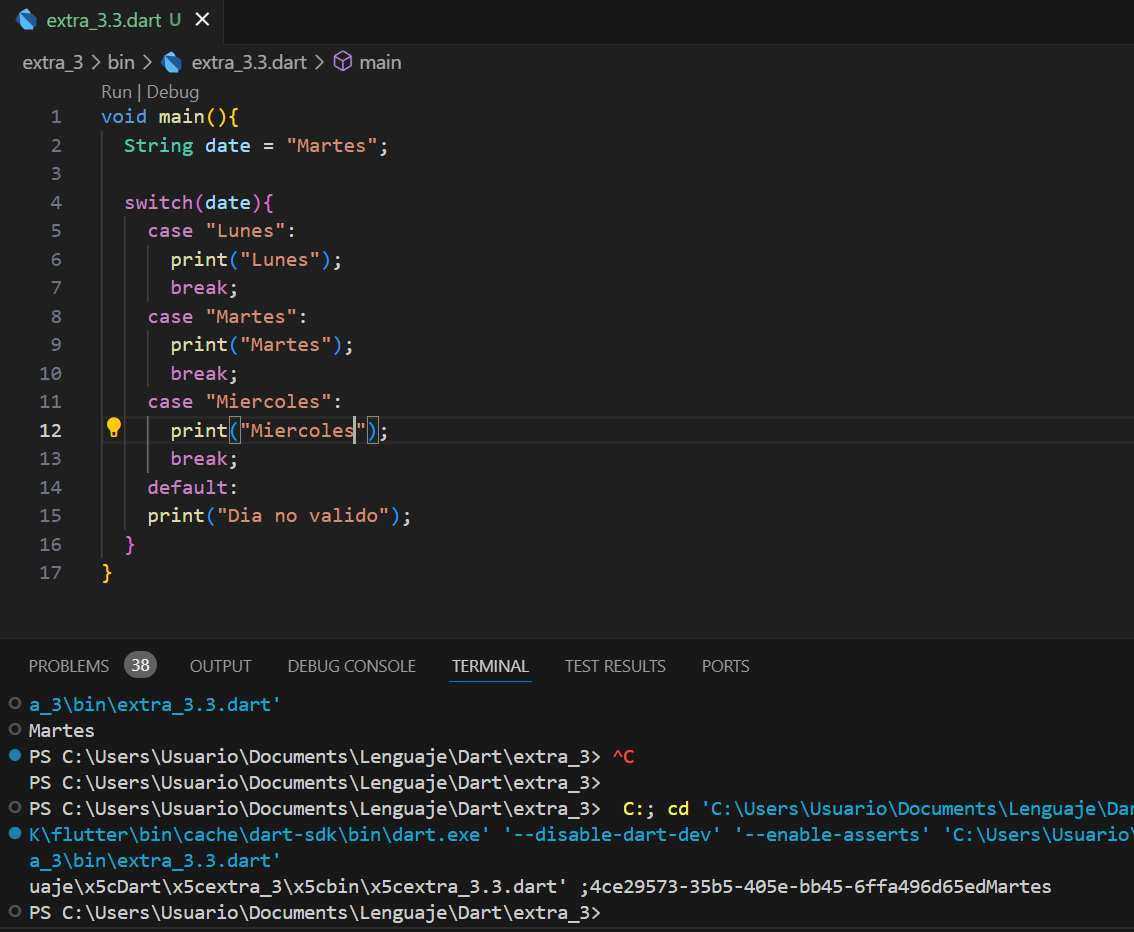 extra_3.3.dart U
extra_3 > bin > extra_3.3.dart > main
Run | Debug
1 void main(){
2 String date = "Martes";
3
4 switch(date){
5 case "Lunes":
6 print("Lunes");
7 break;
8 case "Martes":
9 print("Martes");
10 break;
11 case "Miercoles":
12 print("Miercoles");
13 break;
14 default:
15 print("Dia no valido");
16 }
17 }
PROBLEMS 38 OUTPUT DEBUG CONSOLE TERMINAL TEST RESULTS PORTS
a_3\bin\extra_3.3.dart'
Martes
PS C:\Users\Usuario\Documents\Lenguaje\Dart\extra_3> ^C
PS C:\Users\Usuario\Documents\Lenguaje\Dart\extra_3>
PS C:\Users\Usuario\Documents\Lenguaje\Dart\extra_3> C:; cd 'C:\Users\Usuario\Documents\Lenguaje\Dar
K\flutter\bin\cache\dart-sdk\bin\dart.exe' '--disable-dart-dev' '--enable-asserts' 'C:\Users\Usuario\
a_3\bin\extra_3.3.dart'
uaje\x5cDart\x5cextra_3\x5cbin\x5cextra_3.3.dart' ;4ce29573-35b5-405e-bb45-6ffa496d65edMartes
PS C:\Users\Usuario\Documents\Lenguaje\Dart\extra_3>